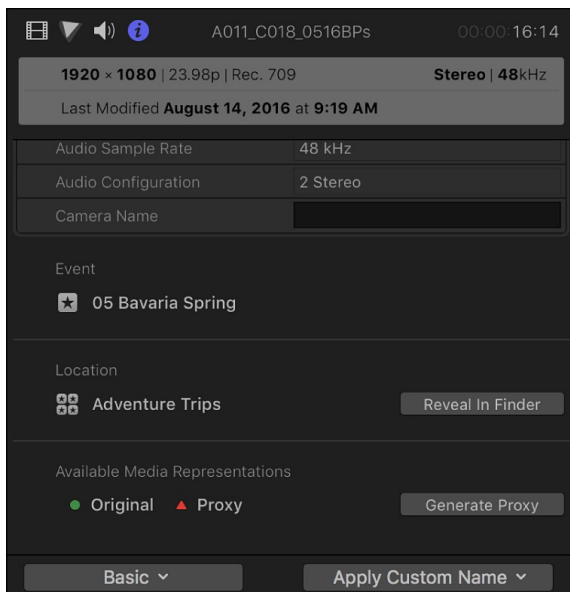 A011_C018_0516BPs 00:00:16:14
1920 × 1080 | 23.98p | Rec. 709 Stereo | 48kHz
Last Modified August 14, 2016 at 9:19 AM
Audio Sample Rate 48 kHz
Audio Configuration 2 Stereo
Camera Name
Event
05 Bavaria Spring
Location
Adventure Trips Reveal In Finder
Available Media Representations
Original Proxy Generate Proxy
Basic Apply Custom Name